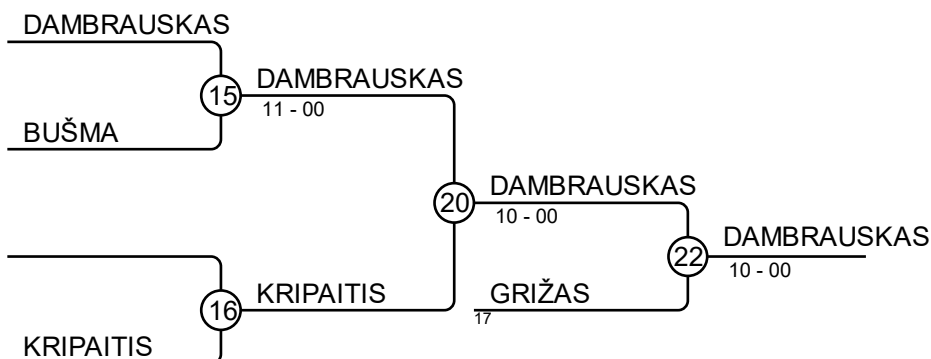 DAMBRAUSKAS
15
DAMBRAUSKAS
11 - 00
BUŠMA
20
DAMBRAUSKAS
10 - 00
22
DAMBRAUSKAS
10 - 00
16
KRIPAITIS
17
GRIŽAS
KRIPAITIS